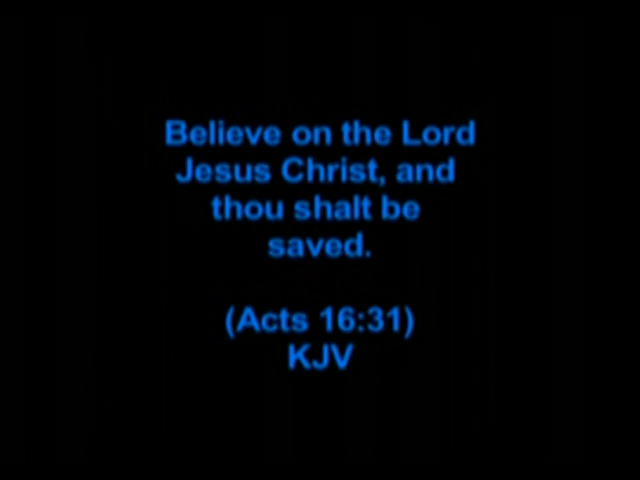 Believe on the Lord
Jesus Christ, and
thou shalt be
saved.
(Acts 16:31)
KJV